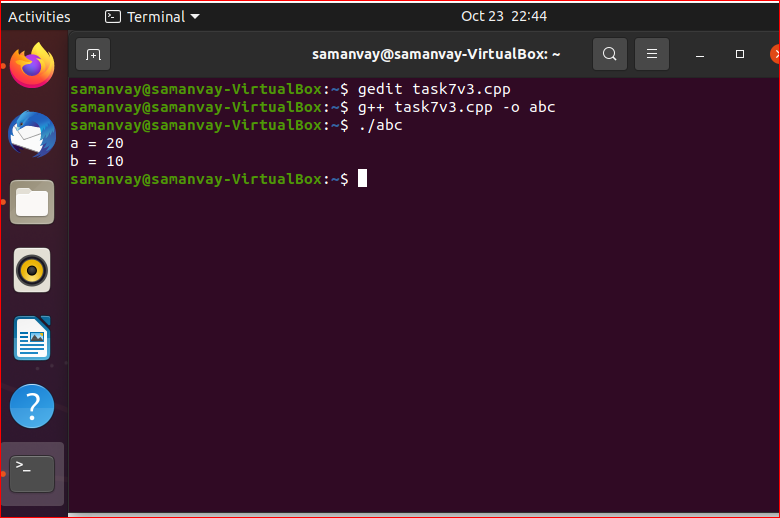 Activities
Terminal
Oct 23 22:44
samanvay@samanvay-VirtualBox: ~
samanvay@samanvay-VirtualBox:~$ gedit task7v3.cpp
samanvay@samanvay-VirtualBox:~$ g++ task7v3.cpp -o abc
samanvay@samanvay-VirtualBox:~$ ./abc
a = 20
b = 10
samanvay@samanvay-VirtualBox:~$